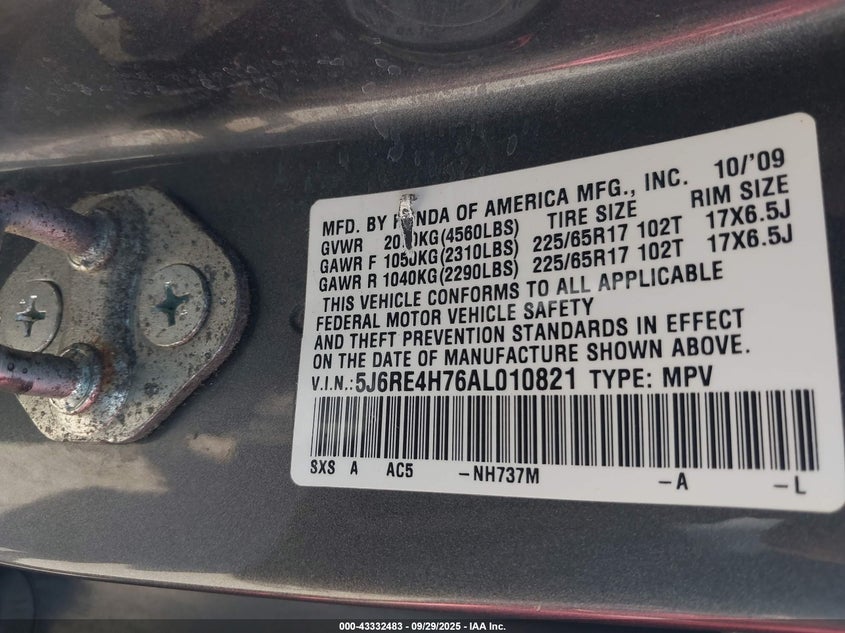 MFD. BY HONDA OF AMERICA MFG., INC. 10/'09
GVWR (4560LBS) TIRE SIZE RIM SIZE
GAWR F 1050KG(2310LBS) 225/65R17 102T 17X6.5J
GAWR R 1040KG(2290LBS) 225/65R17 102T 17X6.5J
THIS VEHICLE CONFORMS TO ALL APPLICABLE
FEDERAL MOTOR VEHICLE SAFETY
AND THEFT PREVENTION STANDARDS IN EFFECT
ON THE DATE OF MANUFACTURE SHOWN ABOVE.
V.I.N.: 5J6RE4H76AL010821 TYPE: MPV
SXS A AC5 -NH737M -A -L
000-43332483 - 09/29/2025 - IAA Inc.